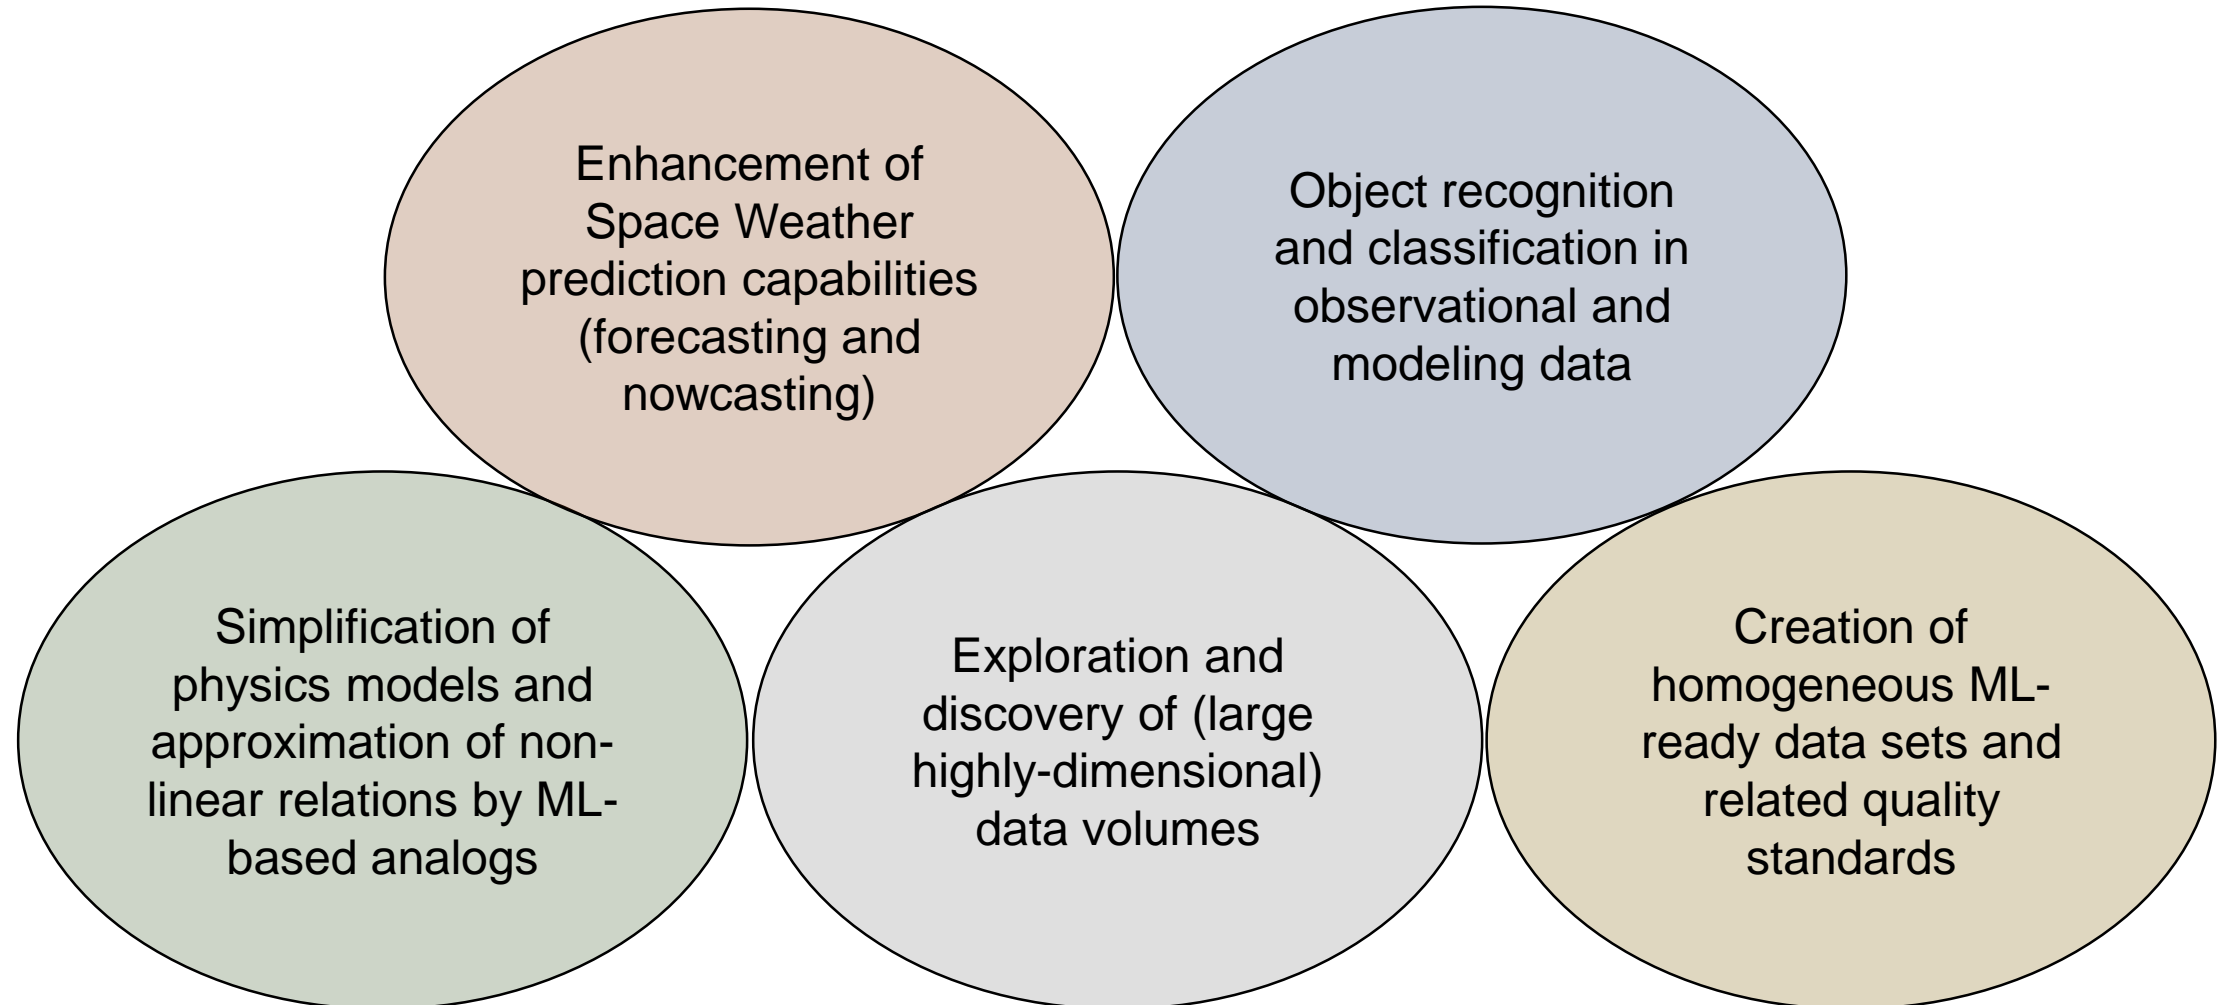 Enhancement of
Space Weather
prediction capabilities
(forecasting and
nowcasting)
Object recognition
and classification in
observational and
modeling data
Simplification of
physics models and
approximation of non-
linear relations by ML-
based analogs
Exploration and
discovery of (large
highly-dimensional)
data volumes
Creation of
homogeneous ML-
ready data sets and
related quality
standards